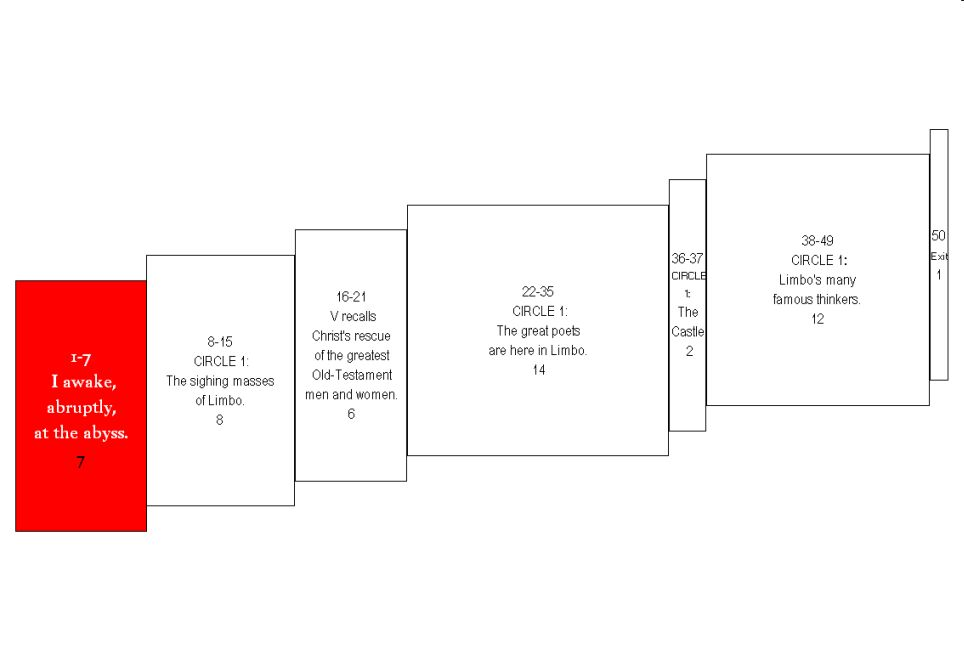 1-7
I awake,
abruptly,
at the abyss.
7
8-15
CIRCLE 1:
The sighing masses
of Limbo.
8
16-21
V recalls
Christ's rescue
of the greatest
Old-Testament
men and women.
6
22-35
CIRCLE 1:
The great poets
are here in Limbo.
14
36-37
CIRCLE
1:
The
Castle
2
38-49
CIRCLE 1:
Limbo's many
famous thinkers.
12
50
Exit
1